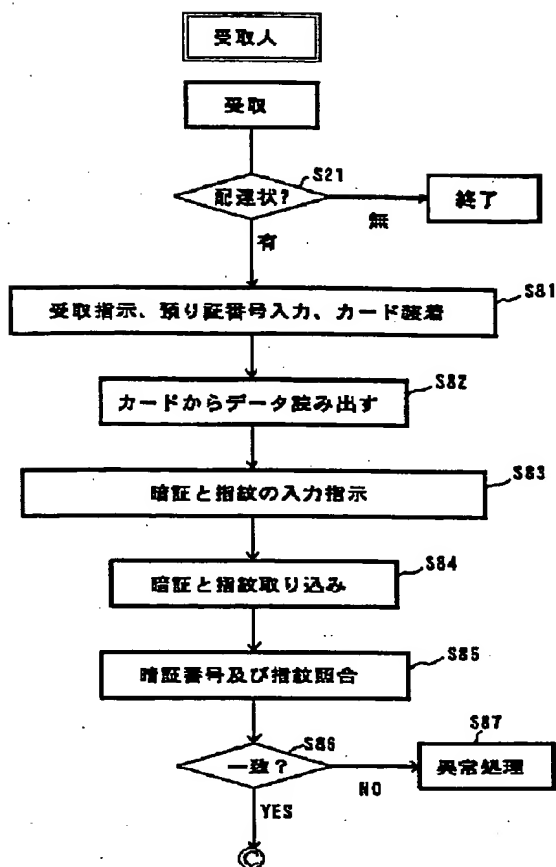 受取人
受取
S21
配達状?
終了
無
有
S81
受取指示、預り証番号入力、カード装着
S82
カードからデータ読み出す
S83
暗証と指紋の入力指示
S84
暗証と指紋取り込み
S85
暗証番号及び指紋照合
S86
S87
一致?
異常処理
NO
YES
C